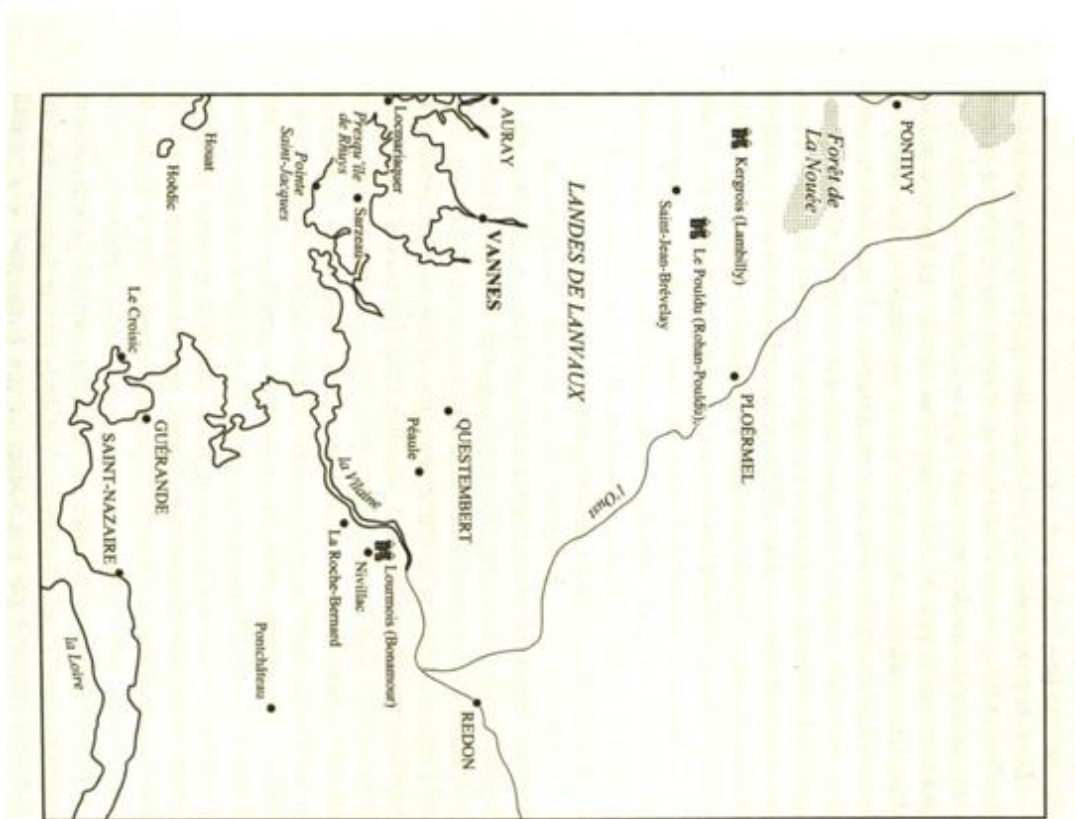 PONTIVY
Forêt de
La Nouée
Kergrois (Lambilly)
PLOËRMEL
Le Pouldu (Rohan-Pouldu)
Saint-Jean-Brévelay
l'Oust
LANDES DE LANVAUX
AURAY
VANNES
REDON
QUESTEMBERT
Péaule
Locmariaquer
Lourmois (Bonamour)
Presqu'île
de Rhuys
Sarzeau
la Vilaine
Nivillac
La Roche-Bernard
Pointe
Saint-Jacques
Pontchâteau
Houat
Hoëdic
GUÉRANDE
Le Croisic
SAINT-NAZAIRE
la Loire